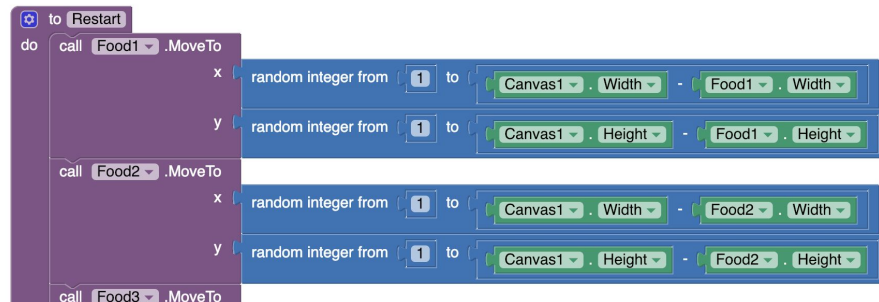 to Restart
do call Food1 .MoveTo
x random integer from 1 to Canvas1 . Width - Food1 . Width
y random integer from 1 to Canvas1 . Height - Food1 . Height
call Food2 .MoveTo
x random integer from 1 to Canvas1 . Width - Food2 . Width
y random integer from 1 to Canvas1 . Height - Food2 . Height
call Food3 .MoveTo